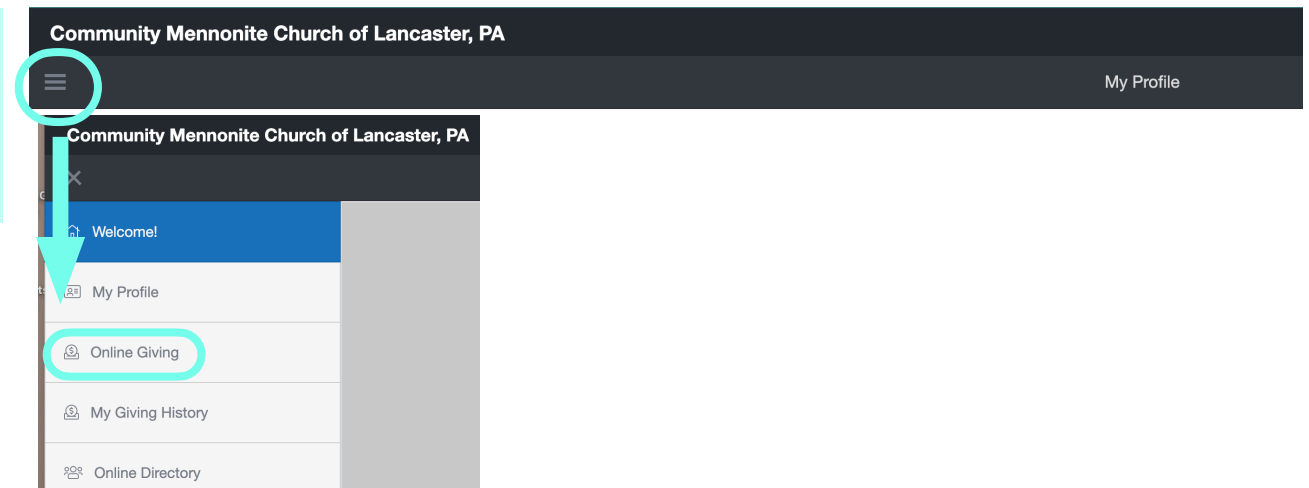 Community Mennonite Church of Lancaster, PA
My Profile
Community Mennonite Church of Lancaster, PA
Welcome!
My Profile
Online Giving
My Giving History
Online Directory